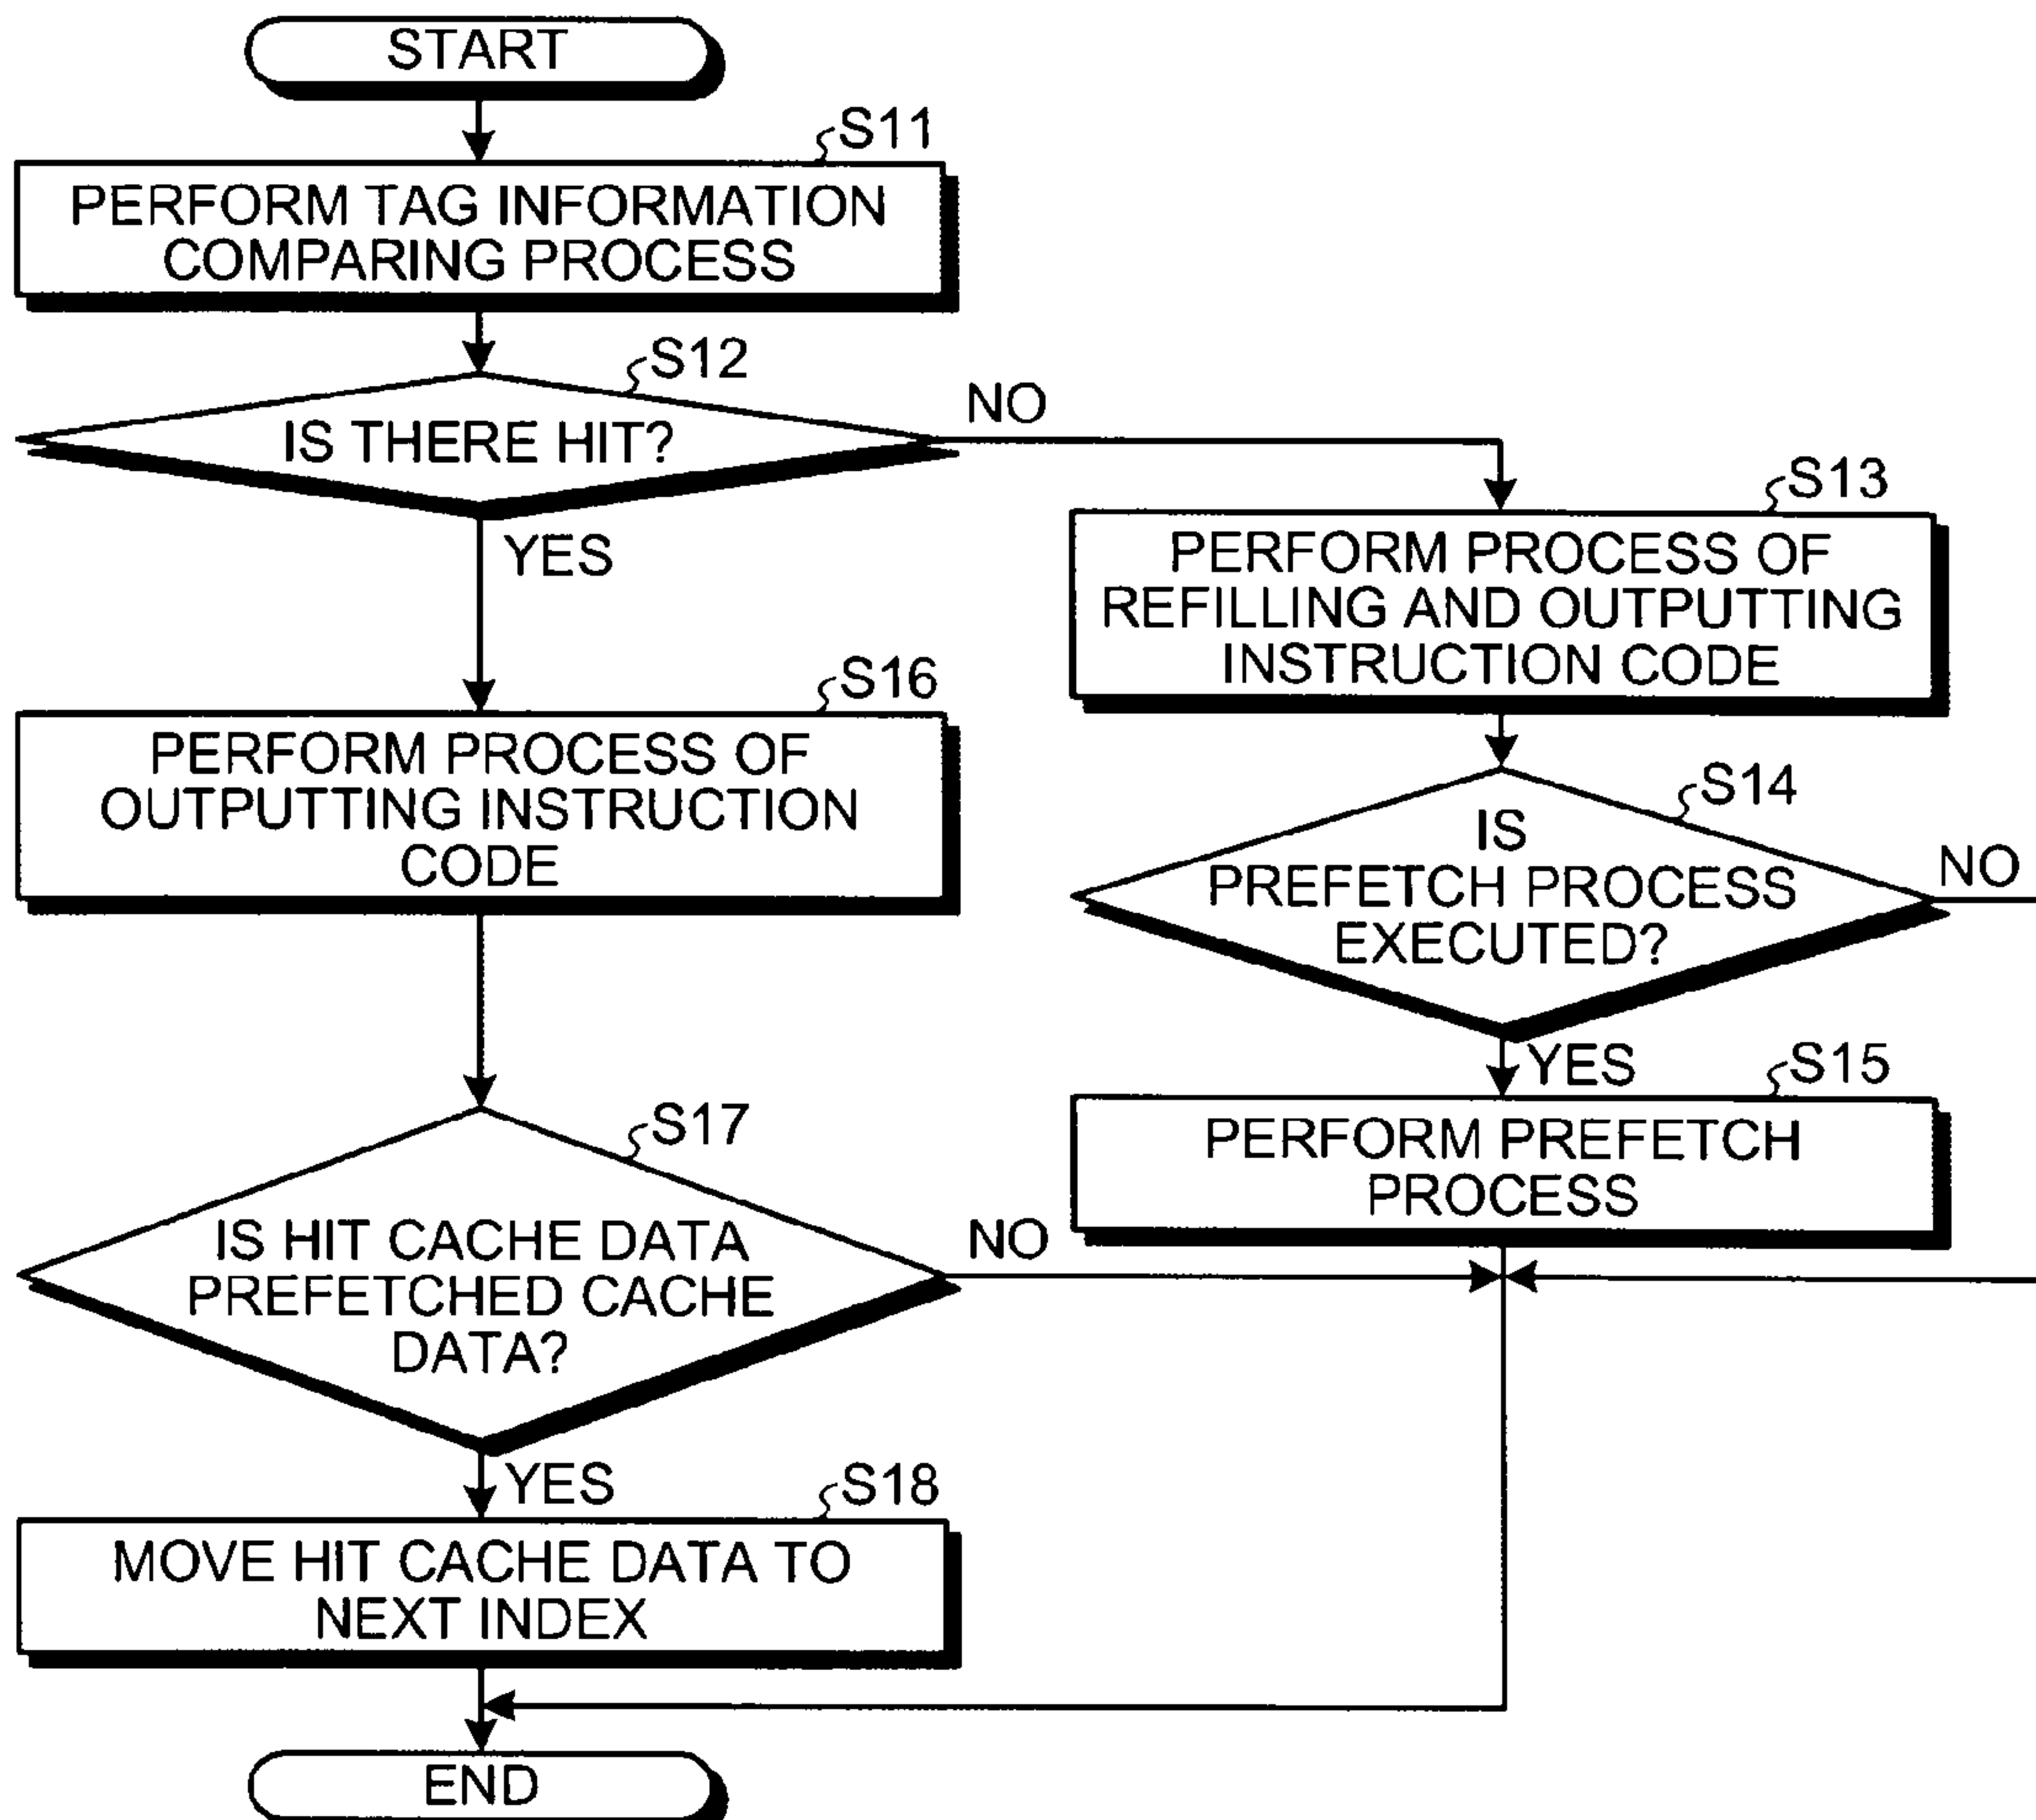 START
S11
PERFORM TAG INFORMATION
COMPARING PROCESS
S12
IS THERE HIT?
NO
YES
S13
PERFORM PROCESS OF
REFILLING AND OUTPUTTING
INSTRUCTION CODE
S14
IS
PREFETCH PROCESS
EXECUTED?
NO
YES
S15
PERFORM PREFETCH
PROCESS
S16
PERFORM PROCESS OF
OUTPUTTING INSTRUCTION
CODE
S17
IS HIT CACHE DATA
PREFETCHED CACHE
DATA?
NO
YES
S18
MOVE HIT CACHE DATA TO
NEXT INDEX
END